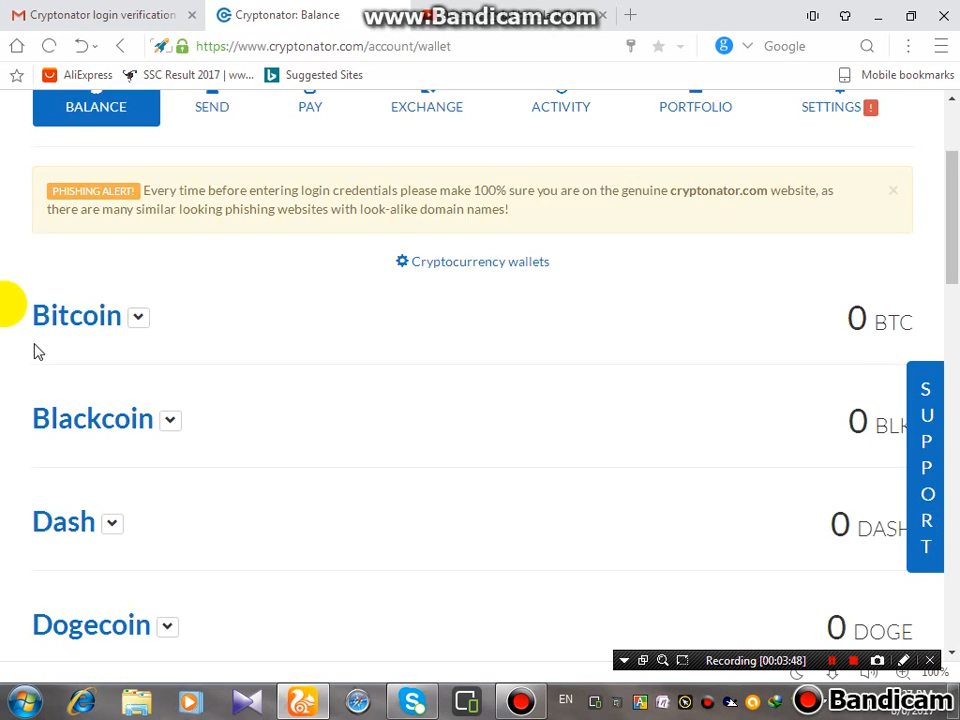 www.Bandicam.com
Cryptonator login verification
Cryptonator: Balance
https://www.cryptonator.com/account/wallet
Google
AliExpress
SSC Result 2017 | ww...
Suggested Sites
Mobile bookmarks
BALANCE
SEND
PAY
EXCHANGE
ACTIVITY
PORTFOLIO
SETTINGS !
PHISHING ALERT! Every time before entering login credentials please make 100% sure you are on the genuine cryptonator.com website, as
there are many similar looking phishing websites with look-alike domain names!
Cryptocurrency wallets
Bitcoin
0 BTC
Blackcoin
0 BLK
Dash
0 DASH
Dogecoin
0 DOGE
SUPPORT
Recording [00:03:48]
100%
EN
Bandicam